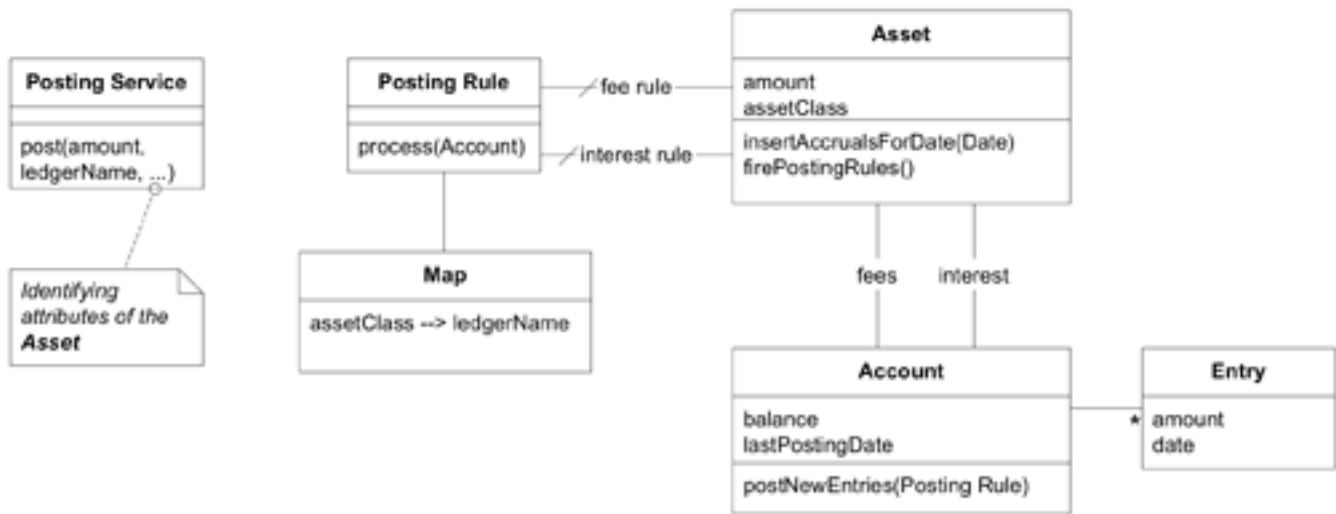 Posting Service
post(amount,
ledgerName, ...)
Identifying
attributes of the
Asset
Posting Rule
process(Account)
fee rule
interest rule
Map
assetClass --> ledgerName
Asset
amount
assetClass
insertAccrualsForDate(Date)
firePostingRules()
fees
interest
Account
balance
lastPostingDate
postNewEntries(Posting Rule)
*
Entry
amount
date